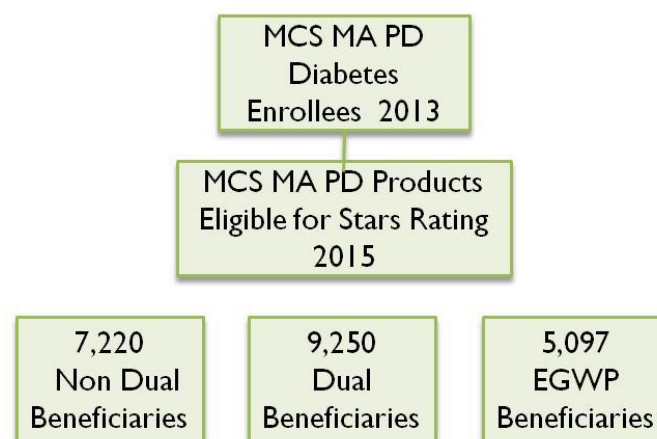 MCS MA PD
Diabetes
Enrollees 2013
MCS MA PD Products
Eligible for Stars Rating
2015
7,220
Non Dual
Beneficiaries
9,250
Dual
Beneficiaries
5,097
EGWP
Beneficiaries